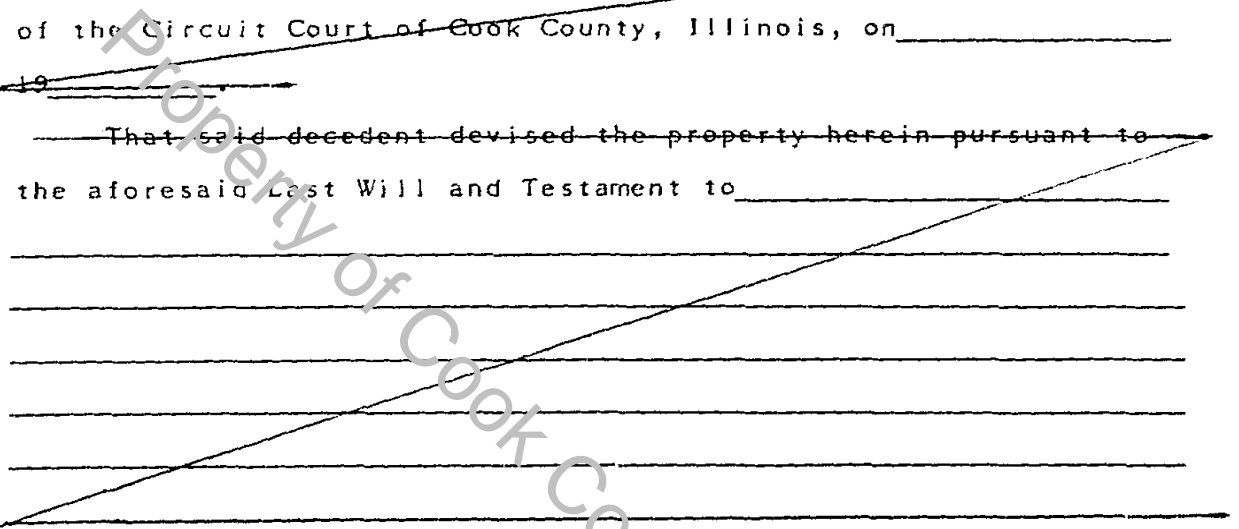 of the Circuit Court of Cook County, Illinois, on
19 .
That said decedent devised the property herein pursuant to
the aforesaid Last Will and Testament to
Property of Cook Co